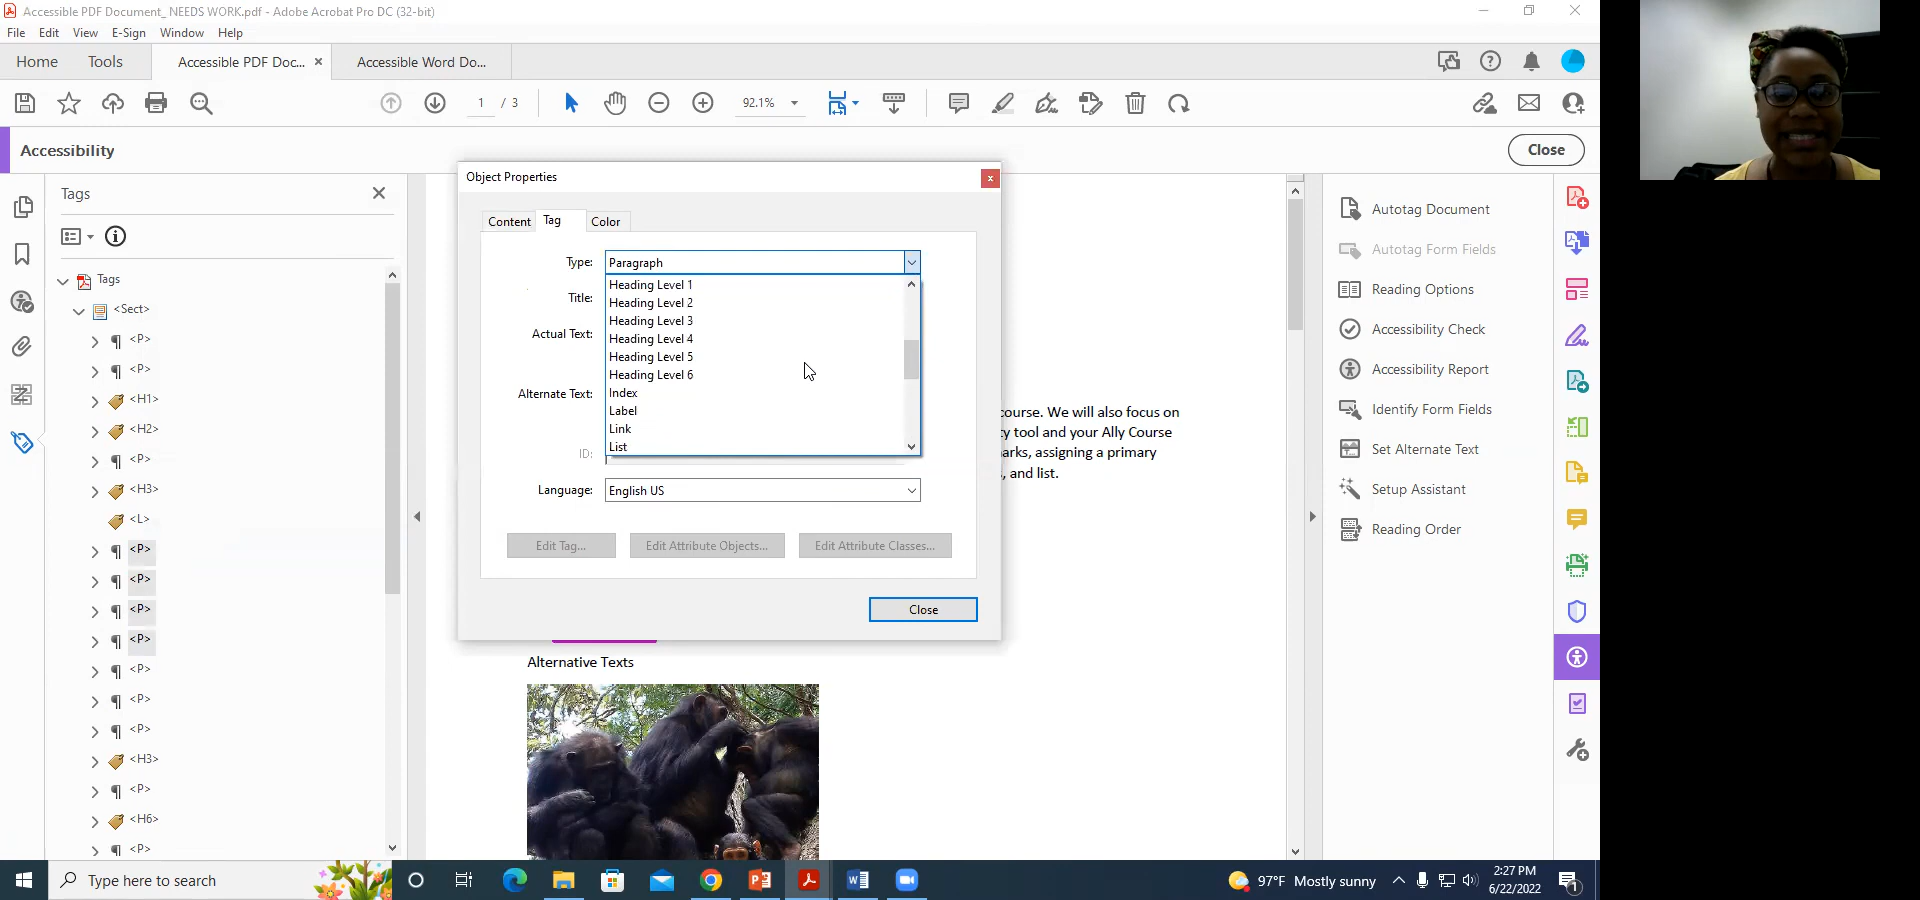 Accessible PDF Document_ NEEDS WORK.pdf - Adobe Acrobat Pro DC (32-bit)
File Edit View E-Sign Window Help
Home Tools Accessible PDF Doc... × Accessible Word Do...
1 / 3 92.1%
Accessibility
Close
Tags
Tags
<Sect>
<P>
<P>
<H1>
<H2>
<P>
<H3>
<L>
<P>
<P>
<P>
<P>
<P>
<P>
<P>
<H3>
<P>
<H6>
<P>
Object Properties
Content Tag Color
Type: Paragraph
Heading Level 1
Heading Level 2
Heading Level 3
Heading Level 4
Heading Level 5
Heading Level 6
Index
Label
Link
List
Title:
Actual Text:
Alternate Text:
ID:
Language: English US
Edit Tag... Edit Attribute Objects... Edit Attribute Classes...
Close
course. We will also focus on
tool and your Ally Course
assigning a primary
, and list.
Alternative Texts
Autotag Document
Autotag Form Fields
Reading Options
Accessibility Check
Accessibility Report
Identify Form Fields
Set Alternate Text
Setup Assistant
Reading Order
Type here to search
97°F Mostly sunny
2:27 PM
6/22/2022
1